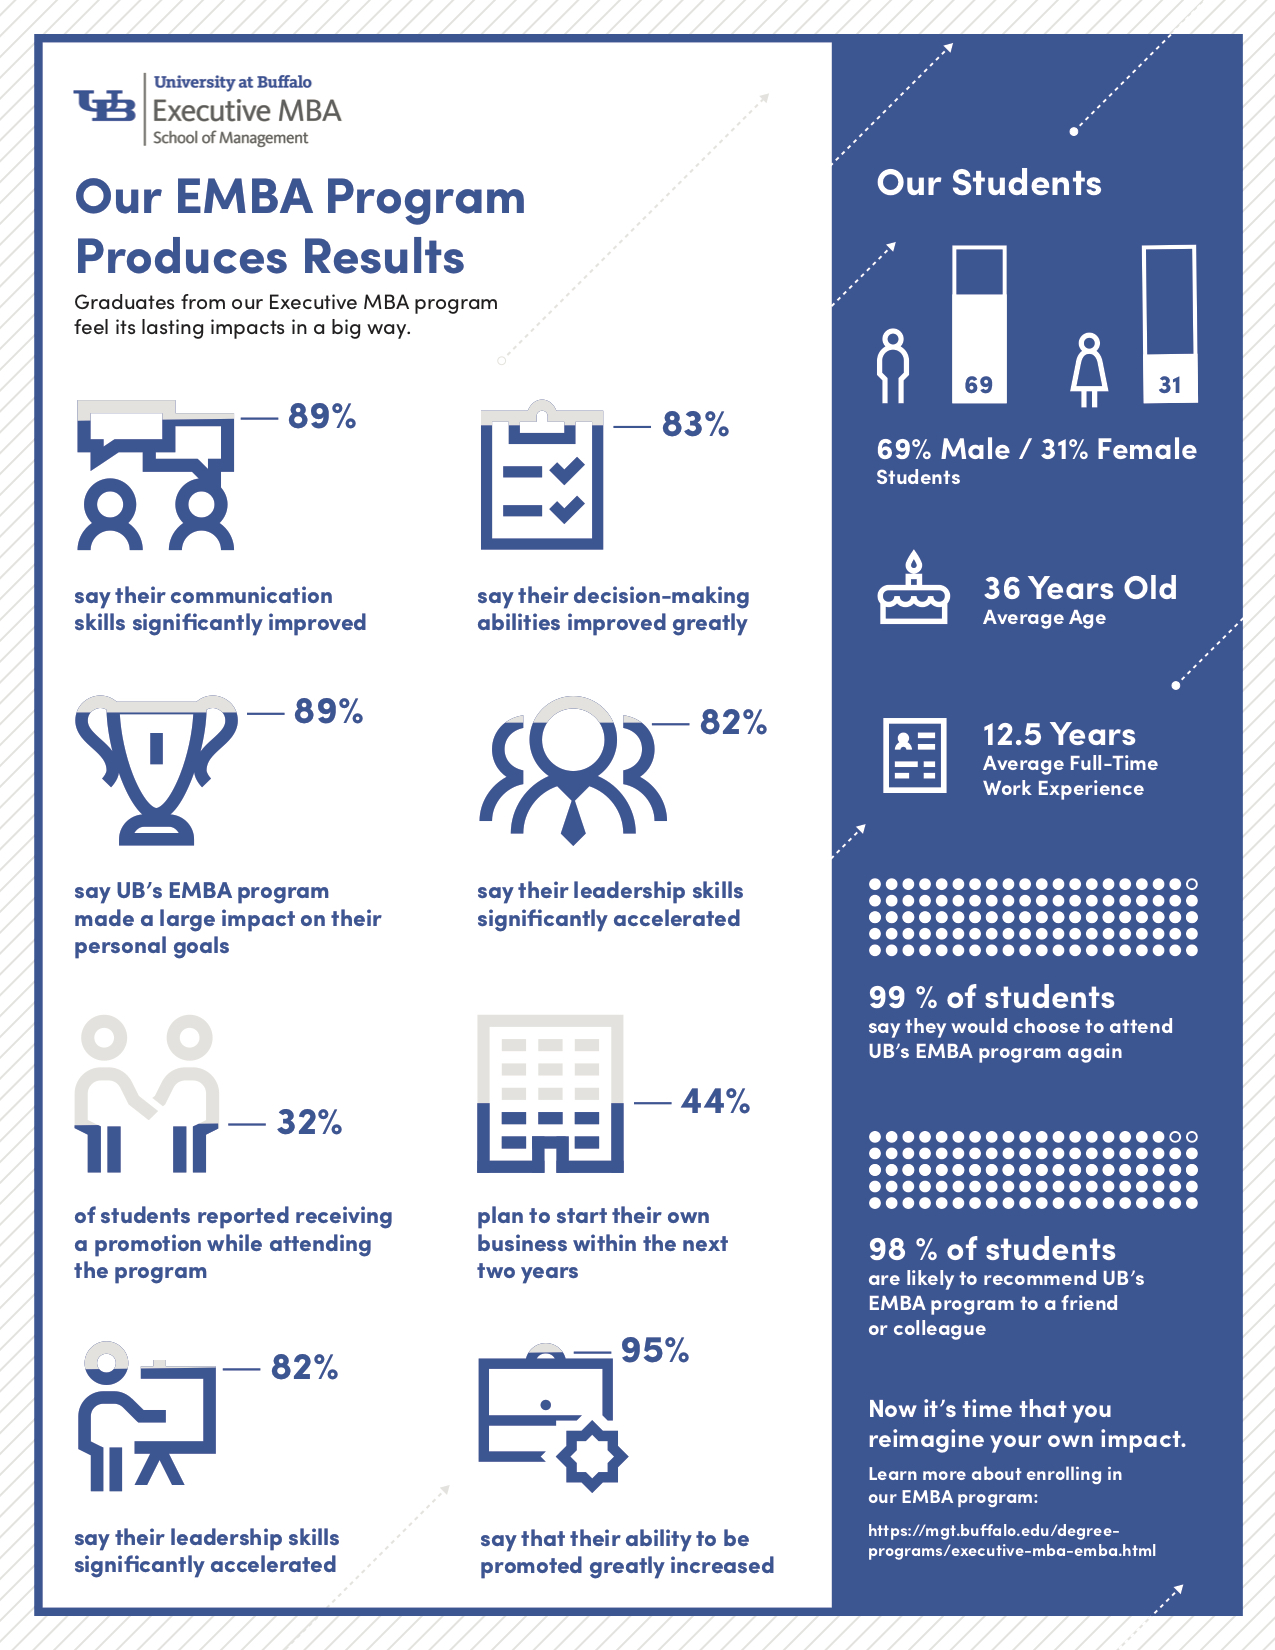 UB
University at Buffalo
Executive MBA
School of Management
Our EMBA Program
Produces Results
Graduates from our Executive MBA program
feel its lasting impacts in a big way.
89%
say their communication
skills significantly improved
83%
say their decision-making
abilities improved greatly
89%
say UB's EMBA program
made a large impact on their
personal goals
82%
say their leadership skills
significantly accelerated
32%
of students reported receiving
a promotion while attending
the program
44%
plan to start their own
business within the next
two years
82%
say their leadership skills
significantly accelerated
95%
say that their ability to be
promoted greatly increased
Our Students
69
31
69% Male / 31% Female
Students
36 Years Old
Average Age
12.5 Years
Average Full-Time
Work Experience
99 % of students
say they would choose to attend
UB's EMBA program again
98 % of students
are likely to recommend UB's
EMBA program to a friend
or colleague
Now it's time that you
reimagine your own impact.
Learn more about enrolling in
our EMBA program:
https://mgt.buffalo.edu/degree-
programs/executive-mba-emba.html